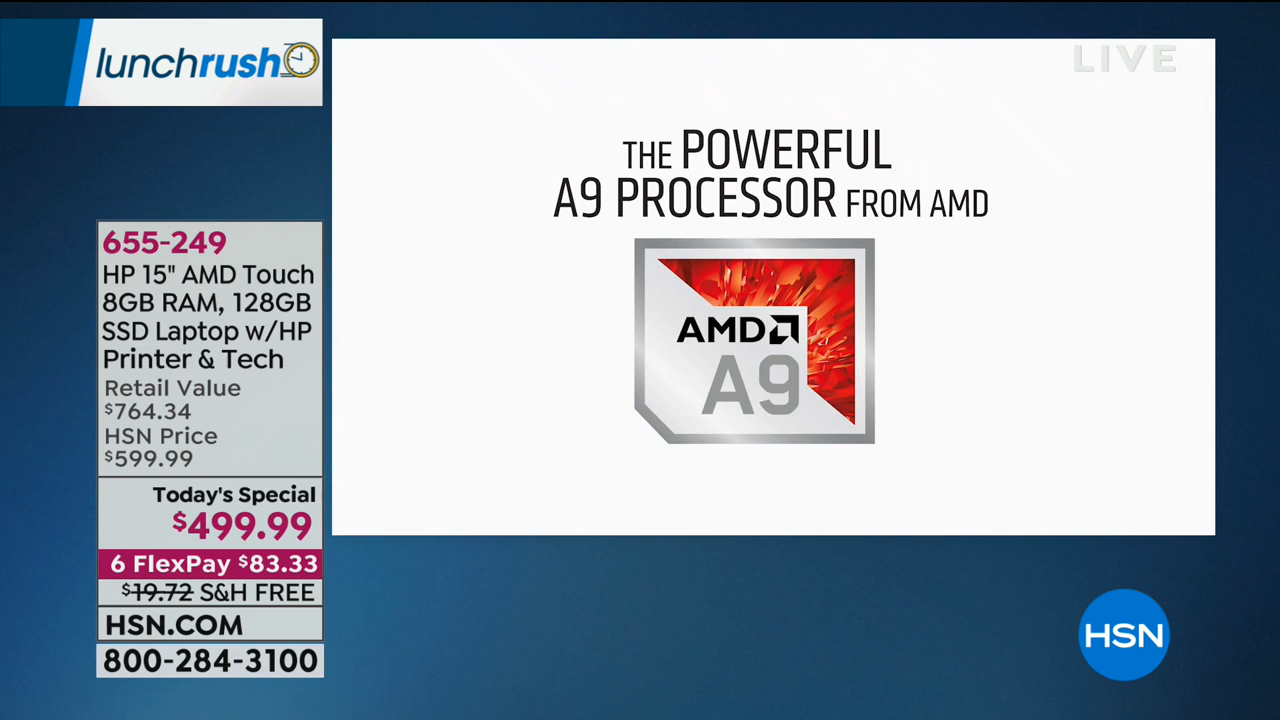 lunchrush
LIVE
THE POWERFUL
A9 PROCESSOR FROM AMD
AMD
A9
655-249
HP 15" AMD Touch
8GB RAM, 128GB
SSD Laptop w/HP
Printer & Tech
Retail Value
$764.34
HSN Price
$599.99
Today's Special
$499.99
6 FlexPay $83.33
$19.72 S&H FREE
HSN.COM
800-284-3100
HSN